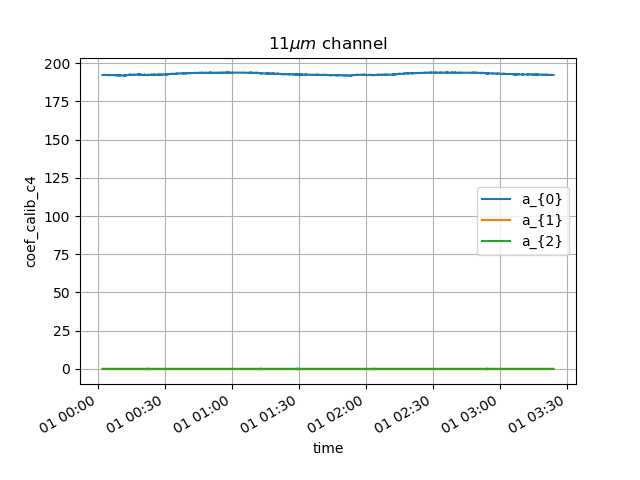 11μm channel
200
175
150
125
100
75
50
25
0
coef_calib_c4
a_{0}
a_{1}
a_{2}
01 00:00
01 00:30
01 01:00
01 01:30
01 02:00
01 02:30
01 03:00
01 03:30
time